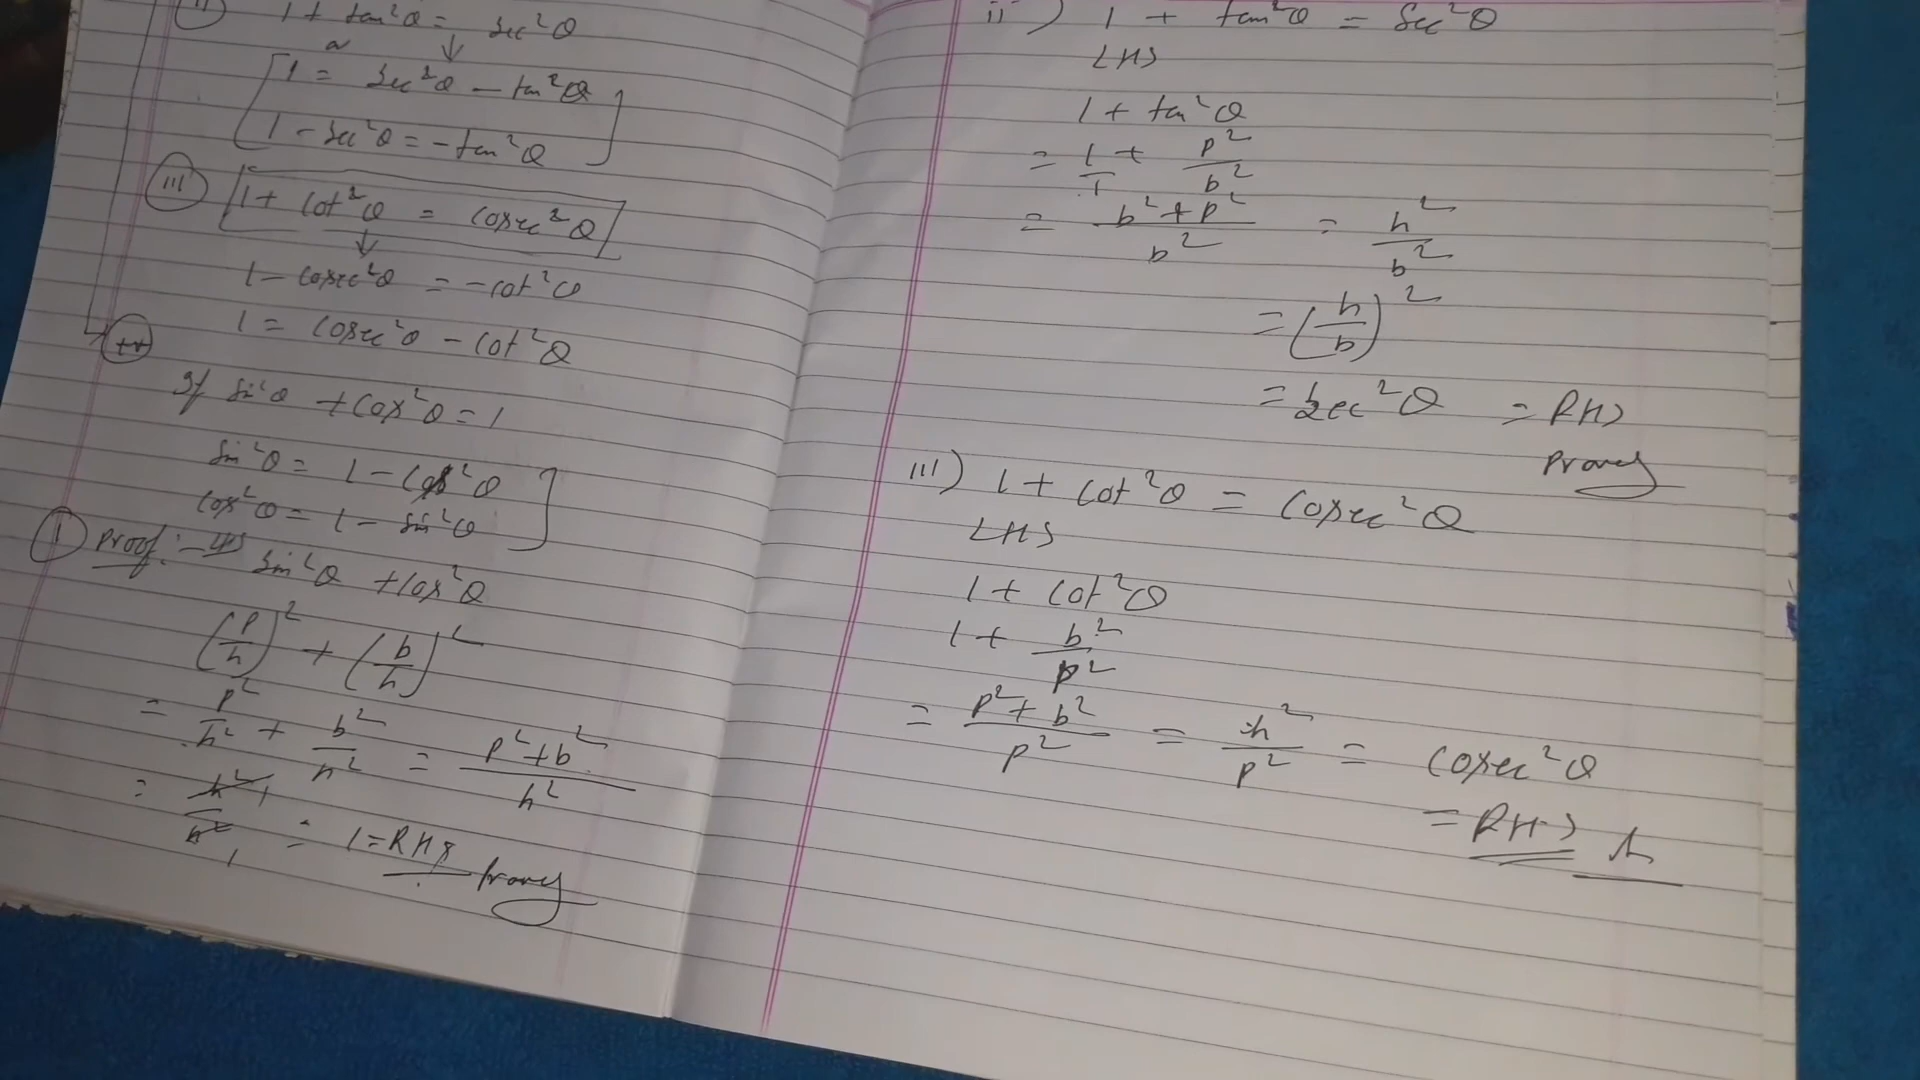 ii 1 + tan²θ = sec²θ
1 = sec²θ - tan²θ
1 - sec²θ = -tan²θ
iii 1 + cot²θ = cosec²θ
1 - cosec²θ = -cot²θ
1 = cosec²θ - cot²θ
If sin²θ + cos²θ = 1
sin²θ = 1 - cos²θ
cos²θ = 1 - sin²θ
I Proof:- sin²θ + cos²θ
(p/h)² + (b/h)²
= p²/h² + b²/h² = p²+b²/h²
= h²/h² = 1 = RHS
ii) 1 + tan²θ = sec²θ
LHS
1 + tan²θ
= 1/1 + p²/b²
= b²+p²/b² = h²/b²
= (h/b)²
= sec²θ = RHS
Proved
iii) 1 + cot²θ = cosec²θ
LHS
1 + cot²θ
1 + b²/p²
= p²+b²/p² = h²/p² = cosec²θ
= RHS